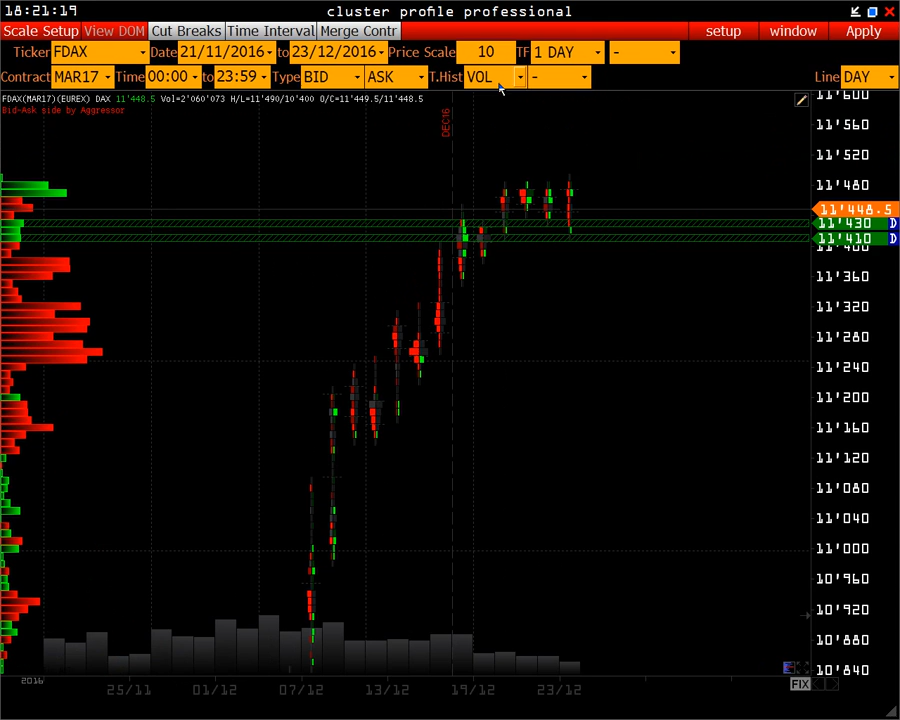 18:21:19 cluster profile professional
Scale Setup View DOM Cut Breaks Time Interval Merge Contr setup window Apply
Ticker FDAX Date 21/11/2016 to 23/12/2016 Price Scale 10 TF 1 DAY -
Contract MAR17 Time 00:00 to 23:59 Type BID ASK T.Hist VOL - Line DAY
FDAX(MAR17)(EUREX) DAX 11'448.5 Vol=2'060'073 H/L=11'490/10'400 O/C=11'449.5/11'448.5
Bid-Ask side by Aggressor
DEC16
11'600
11'560
11'520
11'480
11'448.5
11'430 D
11'410 D
11'400
11'360
11'320
11'280
11'240
11'200
11'160
11'120
11'080
11'040
11'000
10'960
10'920
10'880
10'840
2016 25/11 01/12 07/12 13/12 19/12 23/12 FIX